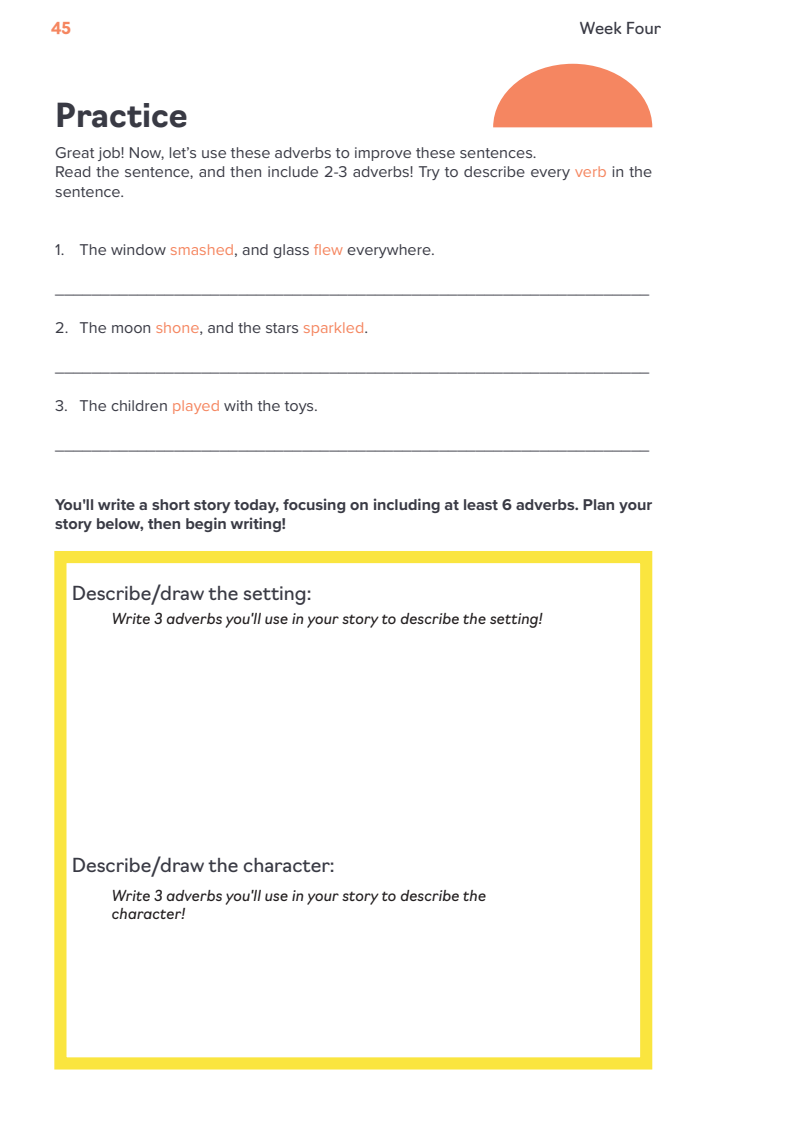 45
Week Four
Practice
Great job! Now, let's use these adverbs to improve these sentences.
Read the sentence, and then include 2-3 adverbs! Try to describe every verb in the
sentence.
1. The window smashed, and glass flew everywhere.
2. The moon shone, and the stars sparkled.
3. The children played with the toys.
You'll write a short story today, focusing on including at least 6 adverbs. Plan your
story below, then begin writing!
Describe/draw the setting:
Write 3 adverbs you'll use in your story to describe the setting!
Describe/draw the character:
Write 3 adverbs you'll use in your story to describe the
character!